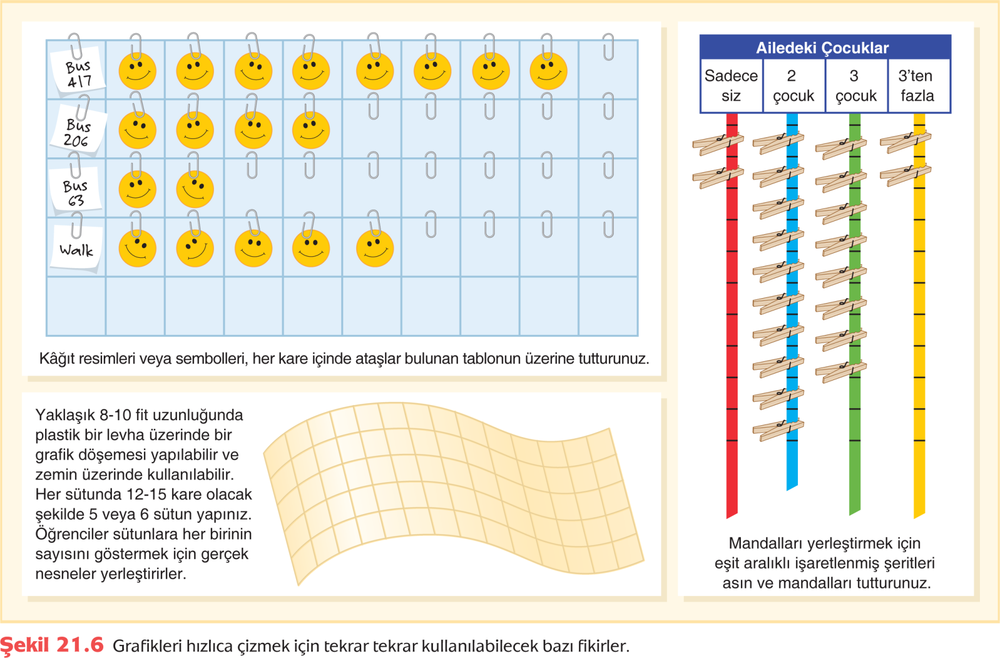 Bus
417
Bus
206
Bus
63
Walk
Kâğıt resimleri veya sembolleri, her kare içinde ataşlar bulunan tablonun üzerine tutturunuz.
Yaklaşık 8-10 fit uzunluğunda
plastik bir levha üzerinde bir
grafik döşemesi yapılabilir ve
zemin üzerinde kullanılabilir.
Her sütunda 12-15 kare olacak
şekilde 5 veya 6 sütun yapınız.
Öğrenciler sütunlara her birinin
sayısını göstermek için gerçek
nesneler yerleştirirler.
Ailedeki Çocuklar
Sadece
siz
2
çocuk
3
çocuk
3’ten
fazla
Mandalları yerleştirmek için
eşit aralıklı işaretlenmiş şeritleri
asın ve mandalları tutturunuz.
Şekil 21.6 Grafikleri hızlıca çizmek için tekrar tekrar kullanılabilecek bazı fikirler.